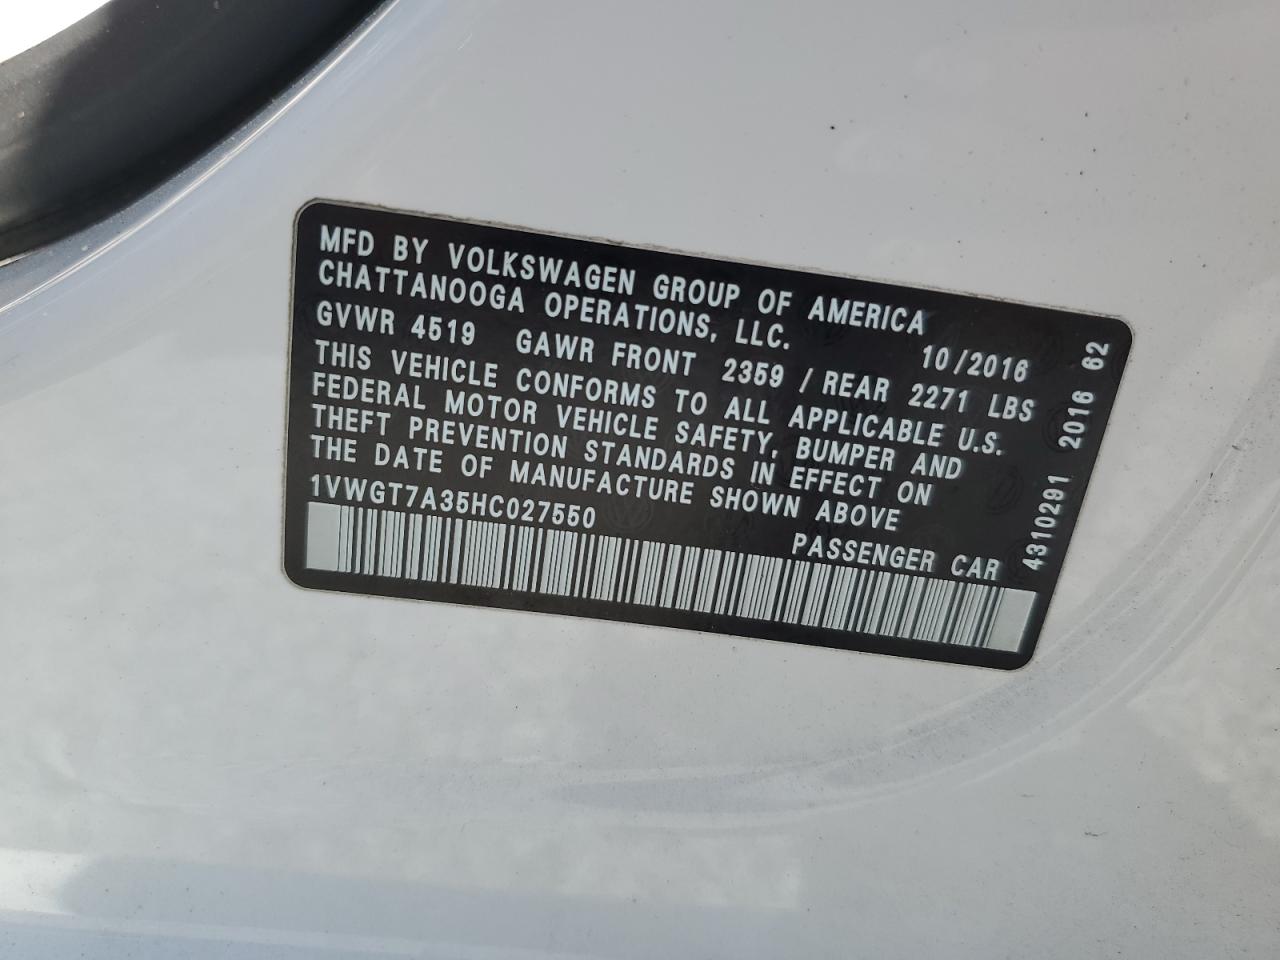 MFD BY VOLKSWAGEN GROUP OF AMERICA
CHATTANOOGA OPERATIONS, LLC.
10/2016
GVWR 4519 GAWR FRONT 2359 / REAR 2271 LBS
THIS VEHICLE CONFORMS TO ALL APPLICABLE U.S.
FEDERAL MOTOR VEHICLE SAFETY, BUMPER AND
THEFT PREVENTION STANDARDS IN EFFECT ON
THE DATE OF MANUFACTURE SHOWN ABOVE
1VWGT7A35HC027550
PASSENGER CAR
4310291 2016 62